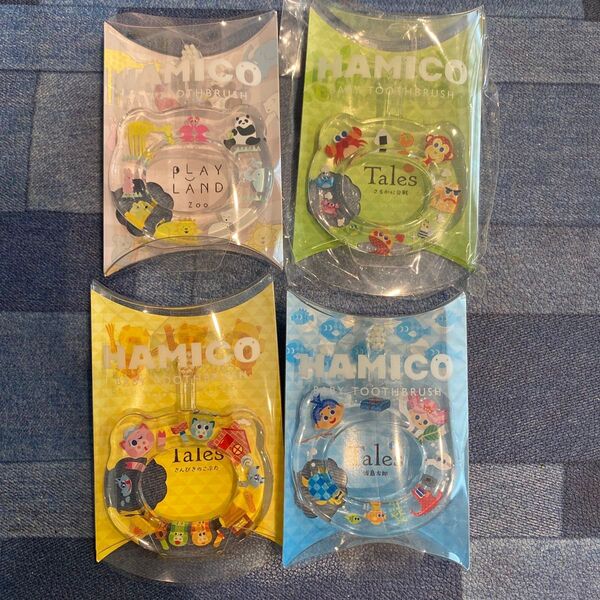 HAMICO
BABY TOOTHBRUSH
PLAY
LAND
Zoo
HAMICO
BABY TOOTHBRUSH
Tales
さるかに合戦
HAMICO
BABY TOOTHBRUSH
Tales
さんびきのこぶた
HAMICO
BABY TOOTHBRUSH
Tales
浦島太郎